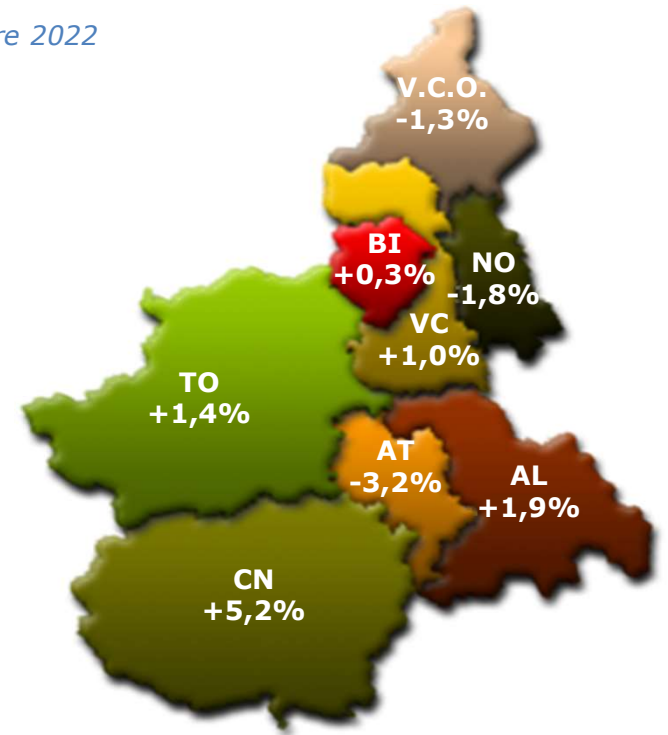 re 2022
V.C.O.
-1,3%
BI
+0,3%
NO
-1,8%
VC
+1,0%
TO
+1,4%
AT
-3,2%
AL
+1,9%
CN
+5,2%